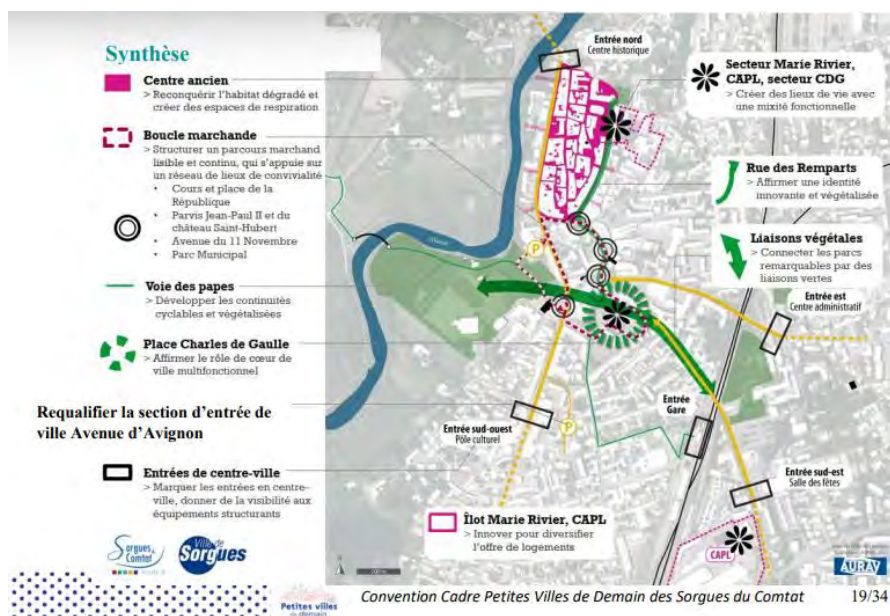 Synthèse
Centre ancien
> Reconquérir l'habitat dégradé et
créer des espaces de respiration
Boucle marchande
> Structurer un parcours marchand
lisible et continu, qui s'appuie sur
un réseau de lieux de convivialité
• Cours et place de la
République
• Parvis Jean-Paul II et du
château Saint-Hubert
• Avenue du 11 Novembre
• Parc Municipal
Voie des papes
> Développer les continuités
cyclables et végétalisées
Place Charles de Gaulle
> Affirmer le rôle de cœur de
ville multifonctionnel
Requalifier la section d'entrée de
ville Avenue d'Avignon
Entrées de centre-ville
> Marquer les entrées en centre-
ville, donner de la visibilité aux
équipements structurants
Sorgues
Comtat
Ville de
Sorgues
Entrée nord
Centre historique
Secteur Marie Rivier,
CAPL, secteur CDG
> Créer des lieux de vie avec
une mixité fonctionnelle
Rue des Remparts
> Affirmer une identité
innovante et végétalisée
Liaisons végétales
> Connecter les parcs
remarquables par des
liaisons vertes
P
Entrée est
Centre administratif
Entrée
Gare
Entrée sud-ouest
Pôle culturel
P
Entrée sud-est
Salle des fêtes
Îlot Marie Rivier, CAPL
> Innover pour diversifier
l'offre de logements
CAPL
AURAV
Petites villes
de demain
Convention Cadre Petites Villes de Demain des Sorgues du Comtat
19/34